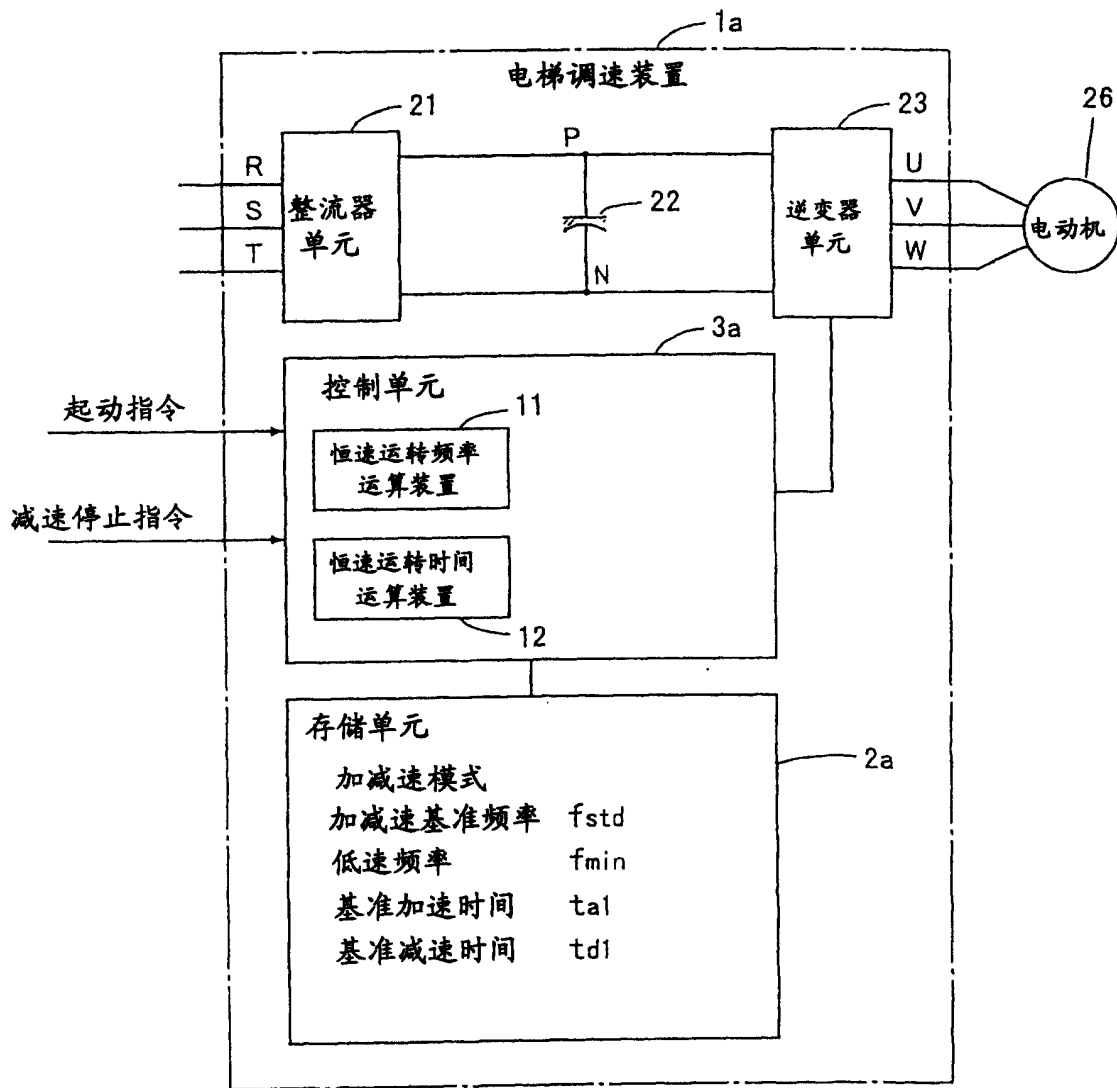 1a
电梯调速装置
21
23
26
P
R
S
T
整流器
单元
22
逆变器
单元
U
V
W
电动机
N
3a
控制单元
起动指令
11
恒速运转频率
运算装置
减速停止指令
恒速运转时间
运算装置
12
存储单元
2a
加减速模式
加减速基准频率 fstd
低速频率 fmin
基准加速时间 ta1
基准减速时间 td1